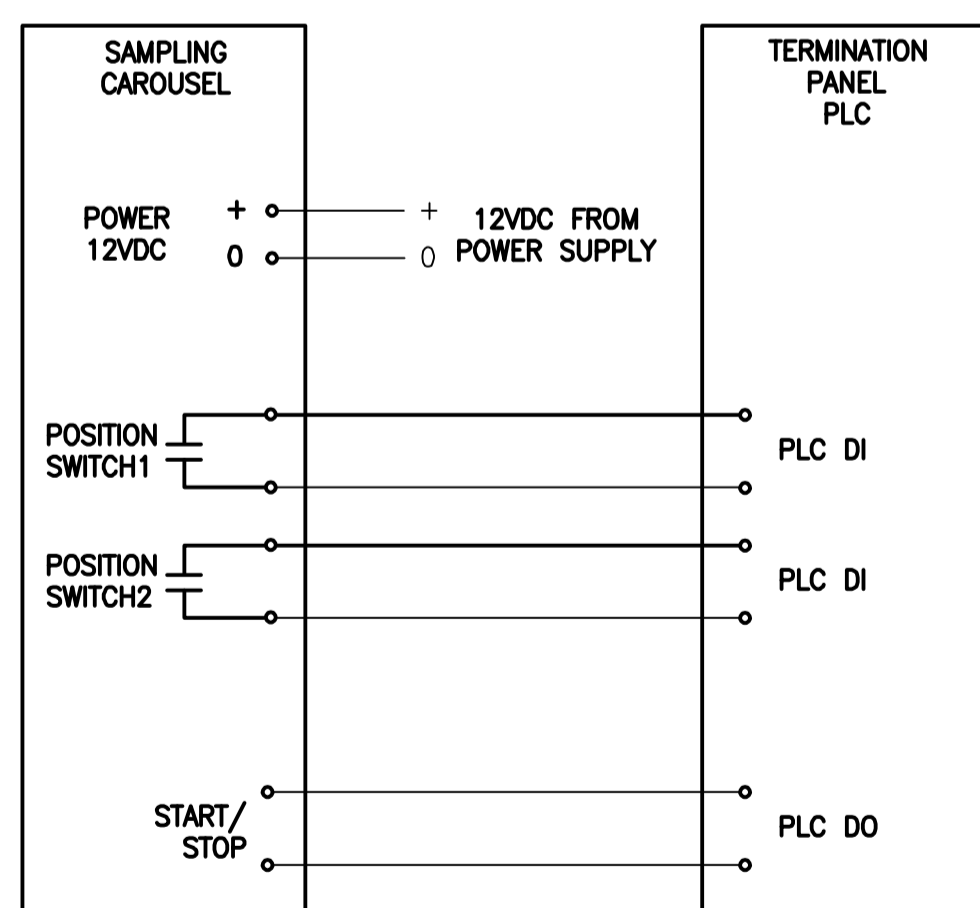 SAMPLING
CAROUSEL
TERMINATION
PANEL
PLC
POWER
12VDC
+
0
+
0
12VDC FROM
POWER SUPPLY
POSITION
SWITCH1
PLC DI
POSITION
SWITCH2
PLC DI
START/
STOP
PLC DO